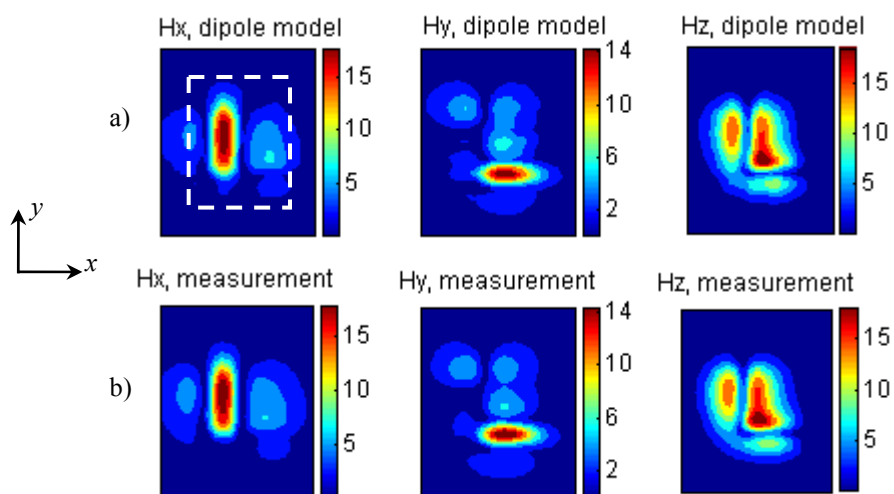 Hx, dipole model
Hy, dipole model
Hz, dipole model
a)
15
10
5
14
10
6
2
15
10
5
y
x
Hx, measurement
Hy, measurement
Hz, measurement
b)
15
10
5
14
10
6
2
15
10
5